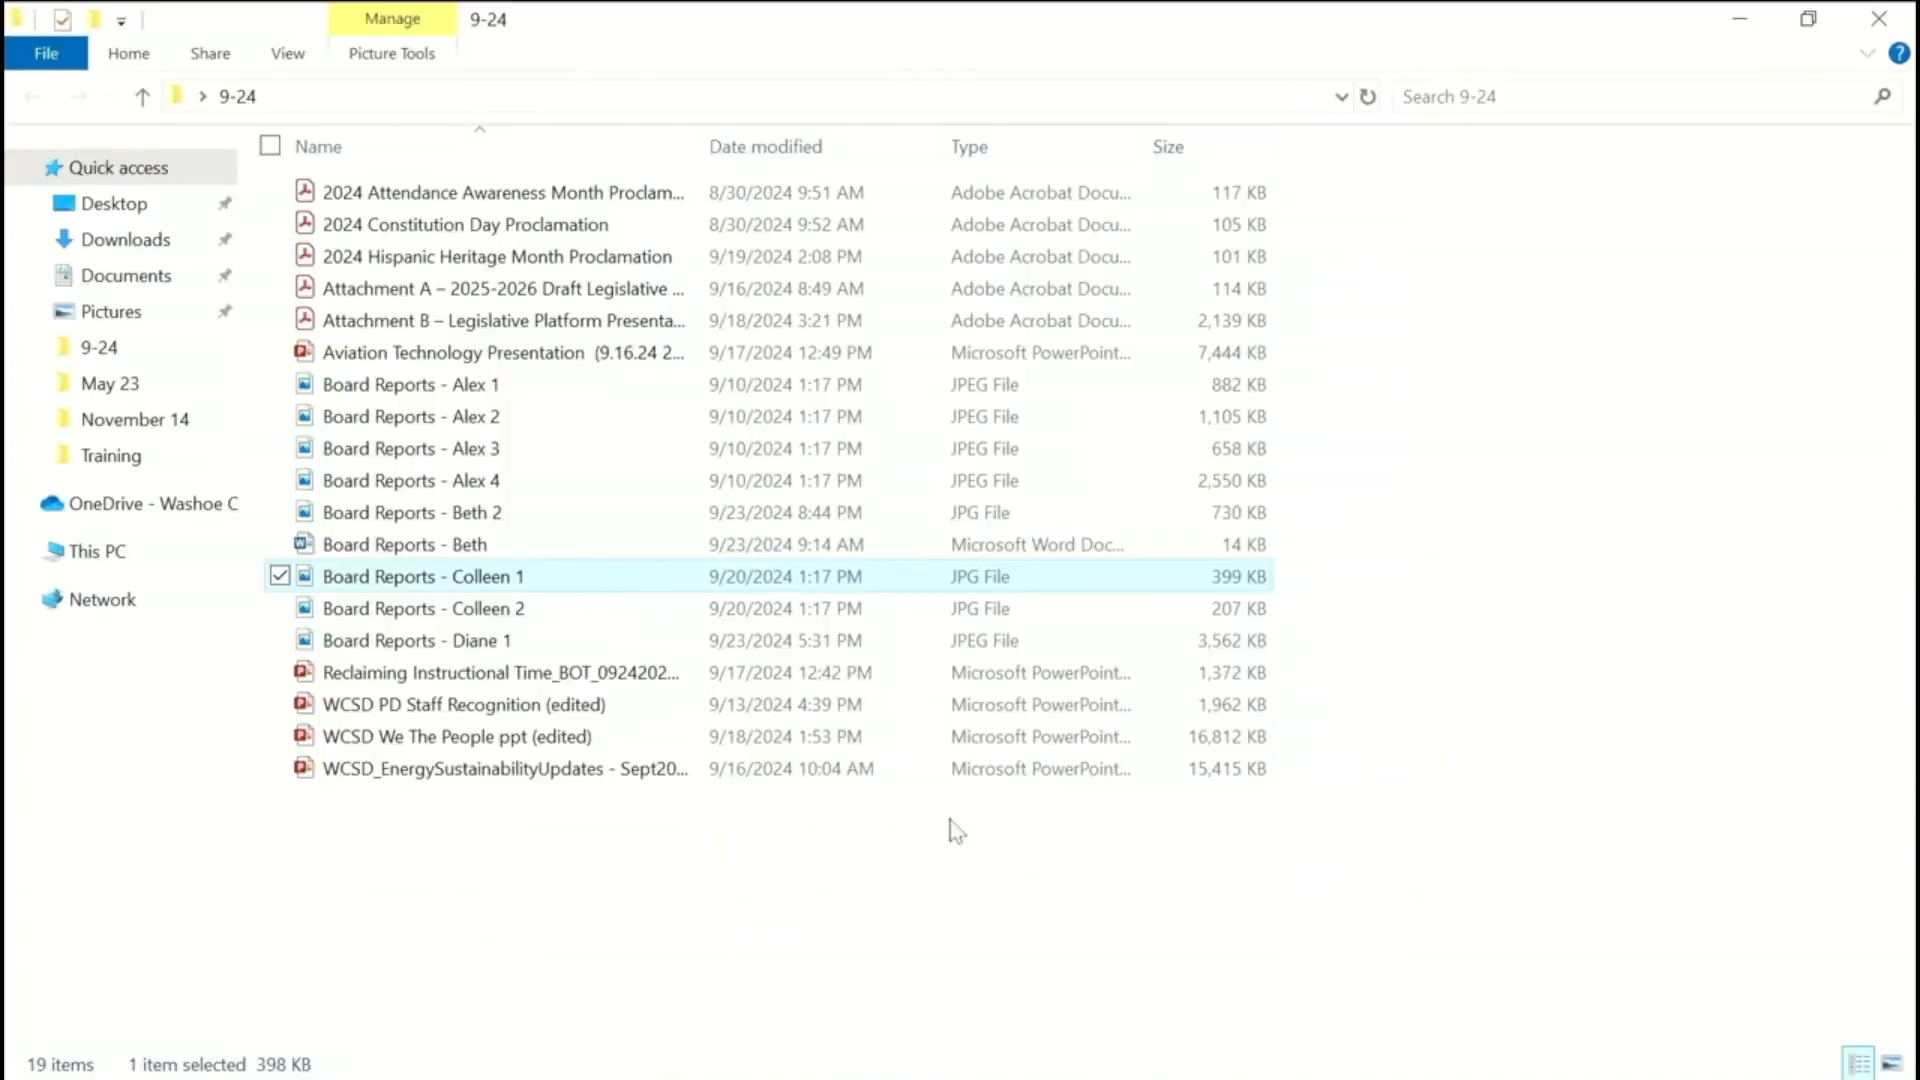 Manage 9-24
File Home Share View Picture Tools
9-24 Search 9-24
Name Date modified Type Size
Quick access
Desktop
Downloads
Documents
Pictures
9-24
May 23
November 14
Training
OneDrive - Washoe C
This PC
Network
2024 Attendance Awareness Month Proclam... 8/30/2024 9:51 AM Adobe Acrobat Docu... 117 KB
2024 Constitution Day Proclamation 8/30/2024 9:52 AM Adobe Acrobat Docu... 105 KB
2024 Hispanic Heritage Month Proclamation 9/19/2024 2:08 PM Adobe Acrobat Docu... 101 KB
Attachment A – 2025-2026 Draft Legislative ... 9/16/2024 8:49 AM Adobe Acrobat Docu... 114 KB
Attachment B – Legislative Platform Presenta... 9/18/2024 3:21 PM Adobe Acrobat Docu... 2,139 KB
Aviation Technology Presentation (9.16.24 2... 9/17/2024 12:49 PM Microsoft PowerPoint... 7,444 KB
Board Reports - Alex 1 9/10/2024 1:17 PM JPEG File 882 KB
Board Reports - Alex 2 9/10/2024 1:17 PM JPEG File 1,105 KB
Board Reports - Alex 3 9/10/2024 1:17 PM JPEG File 658 KB
Board Reports - Alex 4 9/10/2024 1:17 PM JPEG File 2,550 KB
Board Reports - Beth 2 9/23/2024 8:44 PM JPG File 730 KB
Board Reports - Beth 9/23/2024 9:14 AM Microsoft Word Doc... 14 KB
Board Reports - Colleen 1 9/20/2024 1:17 PM JPG File 399 KB
Board Reports - Colleen 2 9/20/2024 1:17 PM JPG File 207 KB
Board Reports - Diane 1 9/23/2024 5:31 PM JPEG File 3,562 KB
Reclaiming Instructional Time_BOT_0924202... 9/17/2024 12:42 PM Microsoft PowerPoint... 1,372 KB
WCSD PD Staff Recognition (edited) 9/13/2024 4:39 PM Microsoft PowerPoint... 1,962 KB
WCSD We The People ppt (edited) 9/18/2024 1:53 PM Microsoft PowerPoint... 16,812 KB
WCSD_EnergySustainabilityUpdates - Sept20... 9/16/2024 10:04 AM Microsoft PowerPoint... 15,415 KB
19 items 1 item selected 398 KB